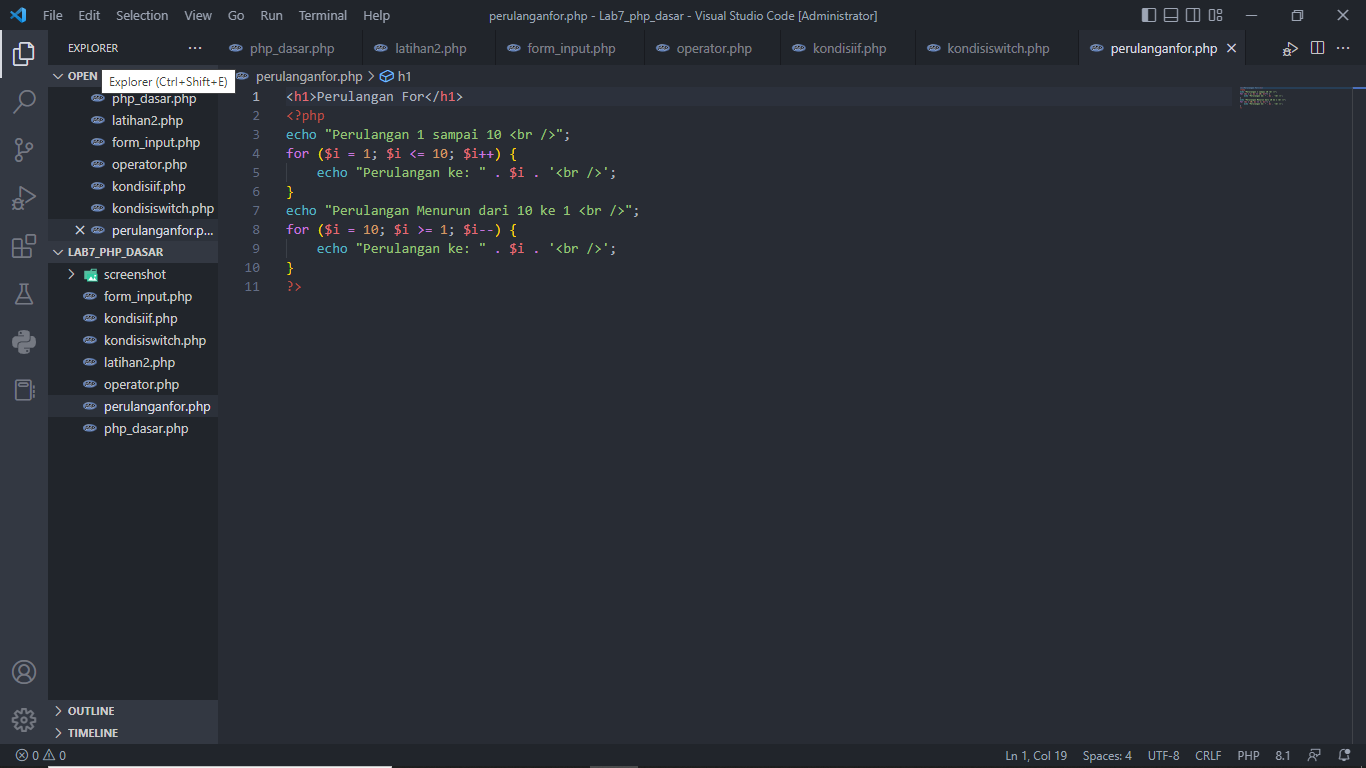 File Edit Selection View Go Run Terminal Help perulanganfor.php - Lab7_php_dasar - Visual Studio Code [Administrator]
EXPLORER ··· php_dasar.php latihan2.php form_input.php operator.php kondisiif.php kondisiswitch.php perulanganfor.php
OPEN Explorer (Ctrl+Shift+E) perulanganfor.php > h1
php_dasar.php
latihan2.php
form_input.php
operator.php
kondisiif.php
kondisiswitch.php
perulanganfor.p...
LAB7_PHP_DASAR
screenshot
form_input.php
kondisiif.php
kondisiswitch.php
latihan2.php
operator.php
perulanganfor.php
php_dasar.php
OUTLINE
TIMELINE
1 <h1>Perulangan For</h1>
2 <?php
3 echo "Perulangan 1 sampai 10 <br />";
4 for ($i = 1; $i <= 10; $i++) {
5     echo "Perulangan ke: " . $i . '<br />';
6 }
7 echo "Perulangan Menurun dari 10 ke 1 <br />";
8 for ($i = 10; $i >= 1; $i--) {
9     echo "Perulangan ke: " . $i . '<br />';
10 }
11 ?>
0 0 Ln 1, Col 19 Spaces: 4 UTF-8 CRLF PHP 8.1